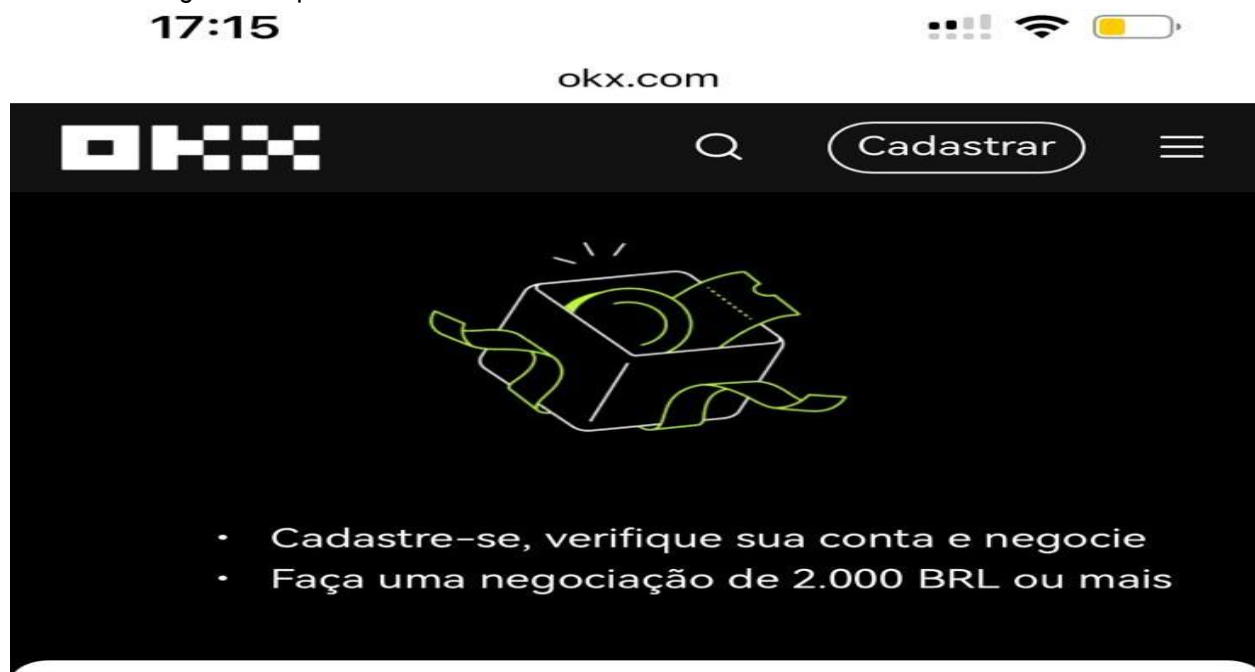 17:15
okx.com
OKX
Cadastrar
• Cadastre-se, verifique sua conta e negocie
• Faça uma negociação de 2.000 BRL ou mais